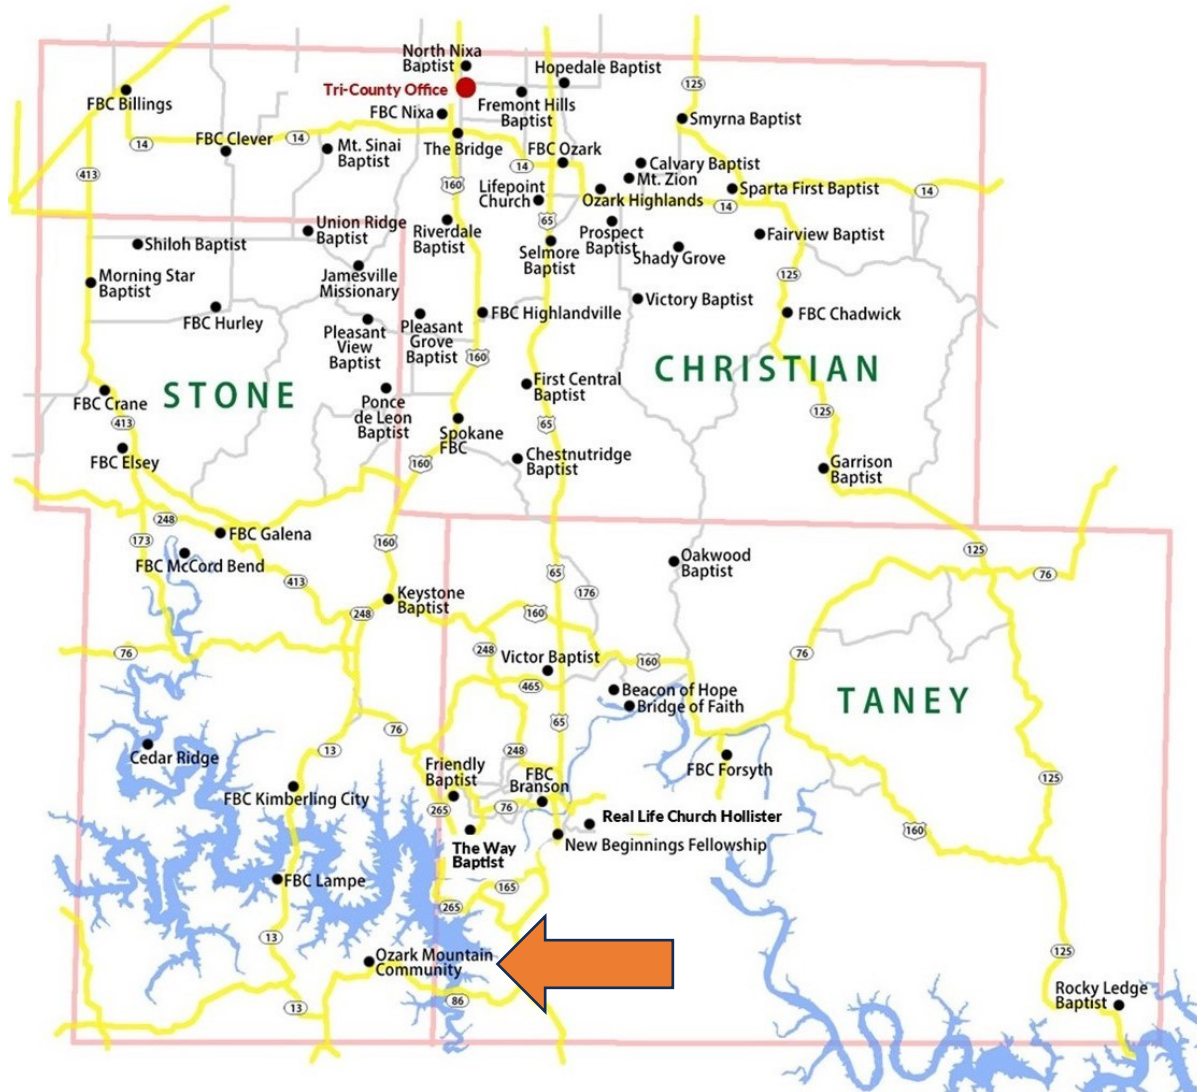 North Nixa
Baptist
Hopedale Baptist
Tri-County Office
125
FBC Billings
Fremont Hills
Baptist
FBC Nixa
Smyrna Baptist
14
FBC Clever
14
Mt. Sinai
Baptist
The Bridge
FBC Ozark
14
Calvary Baptist
Mt. Zion
413
160
Lifepoint
Church
Ozark Highlands
Sparta First Baptist
14
14
Union Ridge
Baptist
Riverdale
Baptist
65
Prospect
Baptist
Fairview Baptist
Shiloh Baptist
Selmore
Baptist
Shady Grove
Jamesville
Missionary
125
Morning Star
Baptist
Victory Baptist
FBC Hurley
FBC Highlandville
FBC Chadwick
Pleasant
View
Baptist
Pleasant
Grove
Baptist
160
CHRISTIAN
First Central
Baptist
FBC Crane
STONE
Ponce
de Leon
Baptist
125
413
65
Spokane
FBC
FBC Elsey
160
Chestnutridge
Baptist
Garrison
Baptist
248
FBC Galena
173
160
FBC McCord Bend
125
Oakwood
Baptist
65
76
413
176
Keystone
Baptist
248
160
76
248
Victor Baptist
160
76
465
Beacon of Hope
Bridge of Faith
TANEY
65
76
13
248
Cedar Ridge
Friendly
Baptist
FBC
Branson
FBC Forsyth
125
FBC Kimberling City
265
76
Real Life Church Hollister
160
The Way
Baptist
New Beginnings Fellowship
FBC Lampe
165
265
13
Ozark Mountain
Community
125
86
13
Rocky Ledge
Baptist